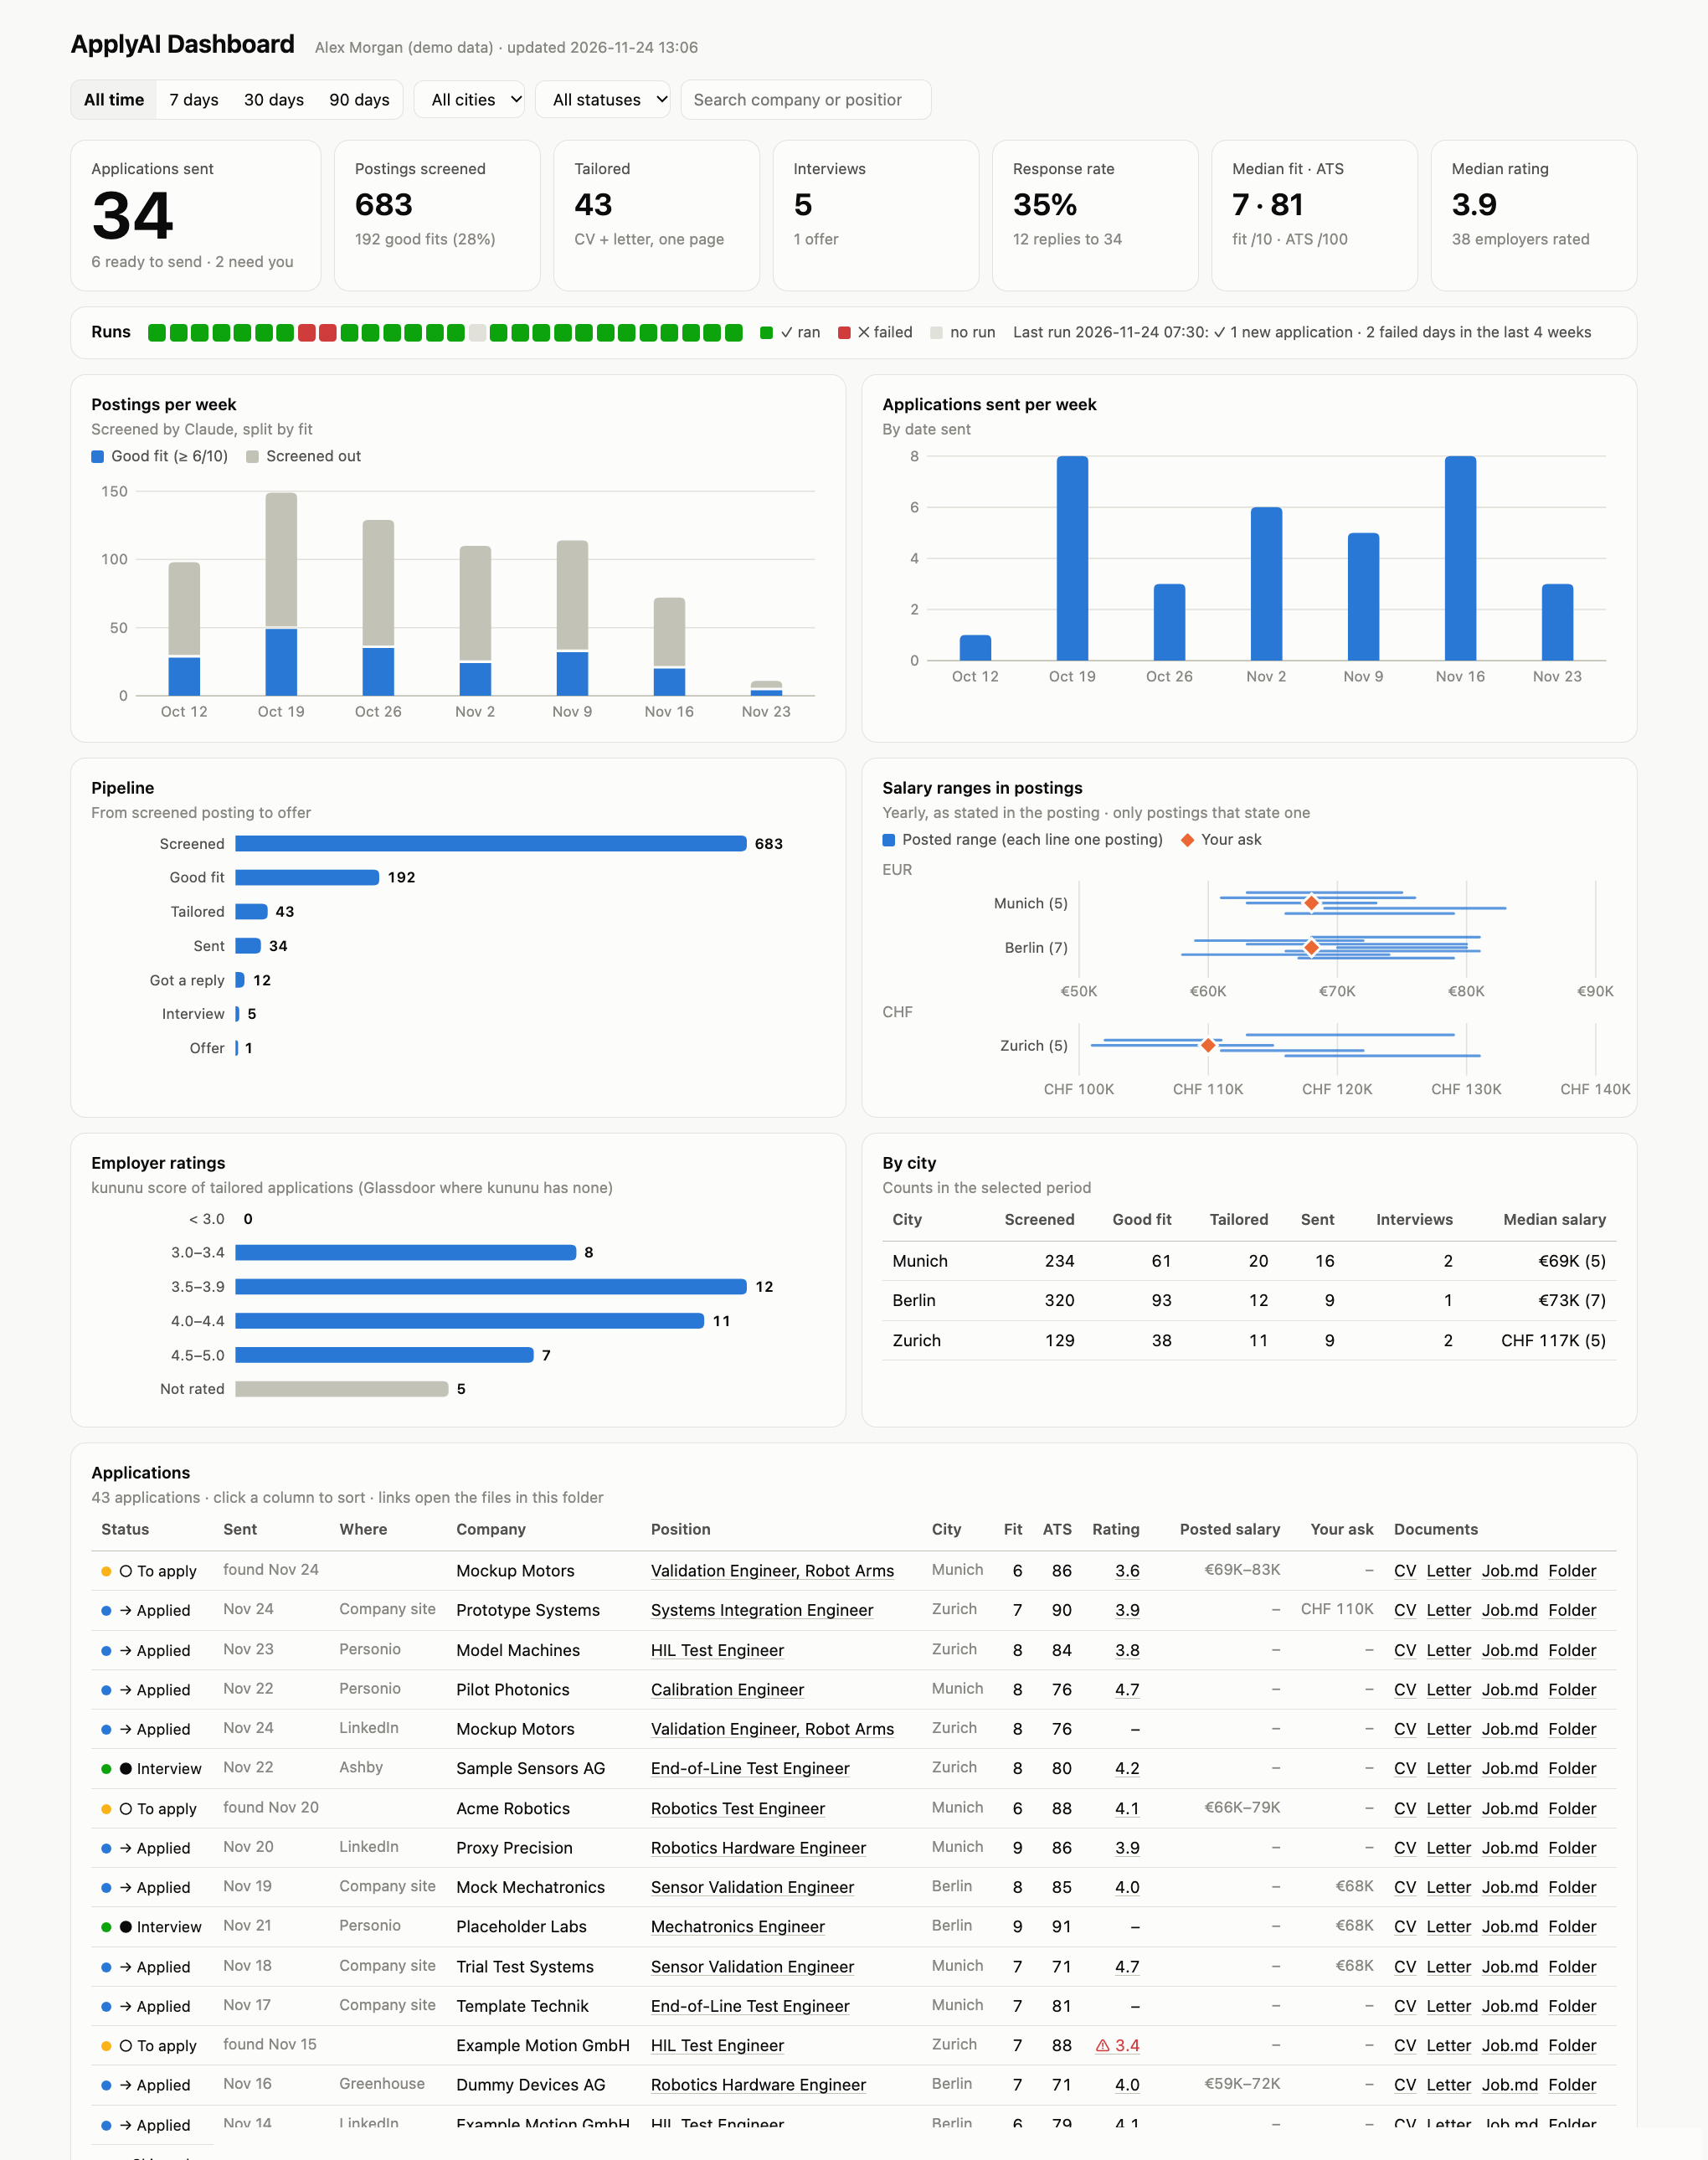 ApplyAI Dashboard Alex Morgan (demo data) · updated 2026-11-24 13:06
All time 7 days 30 days 90 days All cities All statuses Search company or positior
Applications sent
34
6 ready to send · 2 need you
Postings screened
683
192 good fits (28%)
Tailored
43
CV + letter, one page
Interviews
5
1 offer
Response rate
35%
12 replies to 34
Median fit · ATS
7 · 81
fit /10 · ATS /100
Median rating
3.9
38 employers rated
Runs ✓ ran ✕ failed no run Last run 2026-11-24 07:30: ✓ 1 new application · 2 failed days in the last 4 weeks
Postings per week
Screened by Claude, split by fit
Good fit (≥ 6/10) Screened out
150
100
50
0
Oct 12 Oct 19 Oct 26 Nov 2 Nov 9 Nov 16 Nov 23
Applications sent per week
By date sent
8
6
4
2
0
Oct 12 Oct 19 Oct 26 Nov 2 Nov 9 Nov 16 Nov 23
Pipeline
From screened posting to offer
Screened 683
Good fit 192
Tailored 43
Sent 34
Got a reply 12
Interview 5
Offer 1
Salary ranges in postings
Yearly, as stated in the posting · only postings that state one
Posted range (each line one posting) Your ask
EUR
Munich (5)
Berlin (7)
€50K €60K €70K €80K €90K
CHF
Zurich (5)
CHF 100K CHF 110K CHF 120K CHF 130K CHF 140K
Employer ratings
kununu score of tailored applications (Glassdoor where kununu has none)
< 3.0 0
3.0–3.4 8
3.5–3.9 12
4.0–4.4 11
4.5–5.0 7
Not rated 5
By city
Counts in the selected period
City Screened Good fit Tailored Sent Interviews Median salary
Munich 234 61 20 16 2 €69K (5)
Berlin 320 93 12 9 1 €73K (7)
Zurich 129 38 11 9 2 CHF 117K (5)
Applications
43 applications · click a column to sort · links open the files in this folder
Status Sent Where Company Position City Fit ATS Rating Posted salary Your ask Documents
○ To apply found Nov 24 Mockup Motors Validation Engineer, Robot Arms Munich 6 86 3.6 €69K–83K – CV Letter Job.md Folder
→ Applied Nov 24 Company site Prototype Systems Systems Integration Engineer Zurich 7 90 3.9 – CHF 110K CV Letter Job.md Folder
→ Applied Nov 23 Personio Model Machines HIL Test Engineer Zurich 8 84 3.8 – – CV Letter Job.md Folder
→ Applied Nov 22 Personio Pilot Photonics Calibration Engineer Munich 8 76 4.7 – – CV Letter Job.md Folder
→ Applied Nov 24 LinkedIn Mockup Motors Validation Engineer, Robot Arms Zurich 8 76 – – – CV Letter Job.md Folder
● Interview Nov 22 Ashby Sample Sensors AG End-of-Line Test Engineer Zurich 8 80 4.2 – – CV Letter Job.md Folder
○ To apply found Nov 20 Acme Robotics Robotics Test Engineer Munich 6 88 4.1 €66K–79K – CV Letter Job.md Folder
→ Applied Nov 20 LinkedIn Proxy Precision Robotics Hardware Engineer Munich 9 86 3.9 – – CV Letter Job.md Folder
→ Applied Nov 19 Company site Mock Mechatronics Sensor Validation Engineer Berlin 8 85 4.0 – €68K CV Letter Job.md Folder
● Interview Nov 21 Personio Placeholder Labs Mechatronics Engineer Berlin 9 91 – – €68K CV Letter Job.md Folder
→ Applied Nov 18 Company site Trial Test Systems Sensor Validation Engineer Munich 7 71 4.7 – €68K CV Letter Job.md Folder
→ Applied Nov 17 Company site Template Technik End-of-Line Test Engineer Munich 7 81 – – – CV Letter Job.md Folder
○ To apply found Nov 15 Example Motion GmbH HIL Test Engineer Zurich 7 88 ⚠ 3.4 – – CV Letter Job.md Folder
→ Applied Nov 16 Greenhouse Dummy Devices AG Robotics Hardware Engineer Berlin 7 71 4.0 €59K–72K – CV Letter Job.md Folder
→ Applied Nov 14 LinkedIn Example Motion GmbH HIL Test Engineer Berlin 6 79 4.1 – – CV Letter Job.md Folder